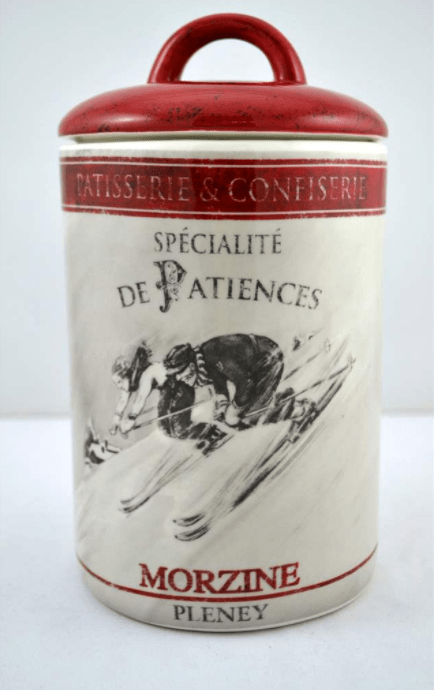 PATISSERIE & CONFISERIE
SPÉCIALITÉ
DE PATIENCES
MORZINE
PLENEY